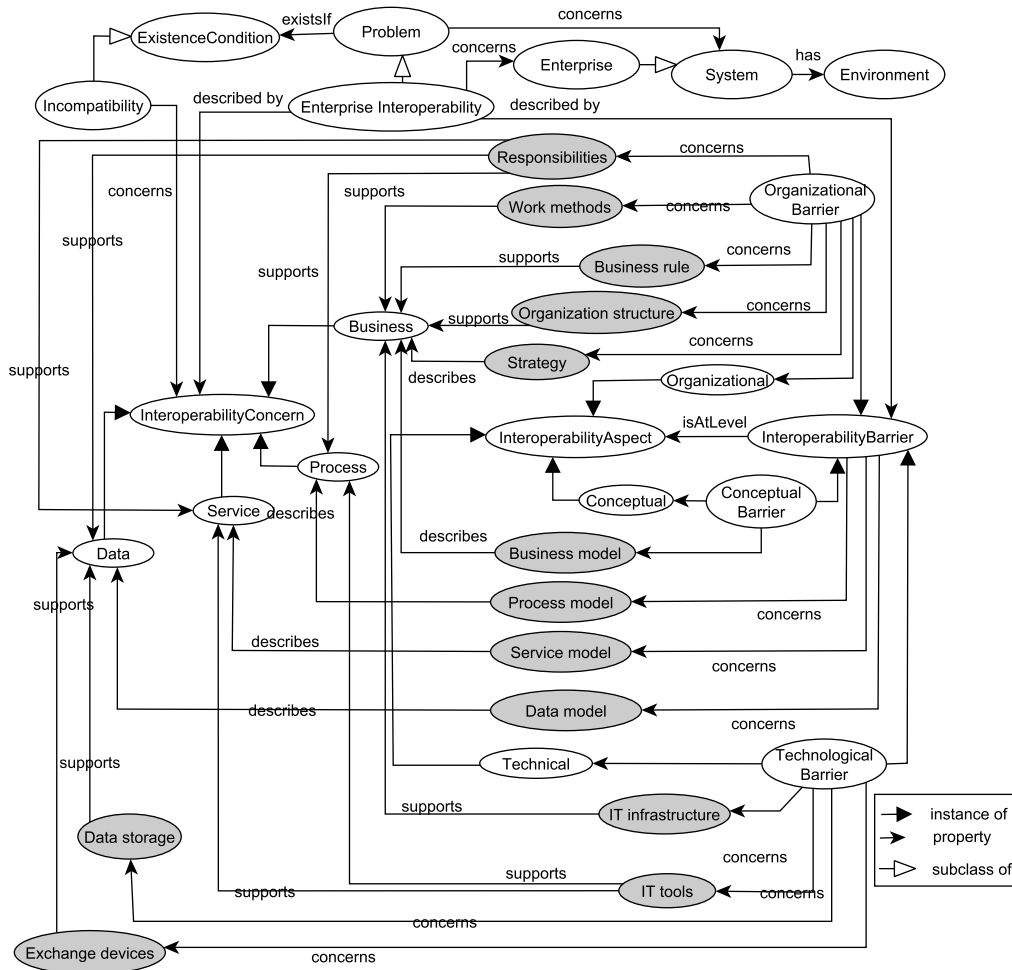 Problem
concerns
existsIf
ExistenceCondition
concerns
Enterprise
has
System
Environment
Incompatibility
described by
Enterprise Interoperability
described by
Responsibilities
concerns
concerns
supports
Organizational
Barrier
Work methods
concerns
supports
concerns
supports
supports
Business rule
Organization structure
concerns
Business
supports
concerns
Strategy
supports
describes
Organizational
InteroperabilityConcern
isAtLevel
InteroperabilityAspect
InteroperabilityBarrier
Process
Conceptual
Conceptual
Barrier
Service
describes
describes
Data
Business model
supports
Process model
concerns
describes
Service model
concerns
describes
Data model
concerns
supports
Technical
Technological
Barrier
supports
IT infrastructure
instance of
property
Data storage
concerns
supports
subclass of
supports
IT tools
concerns
concerns
Exchange devices
concerns